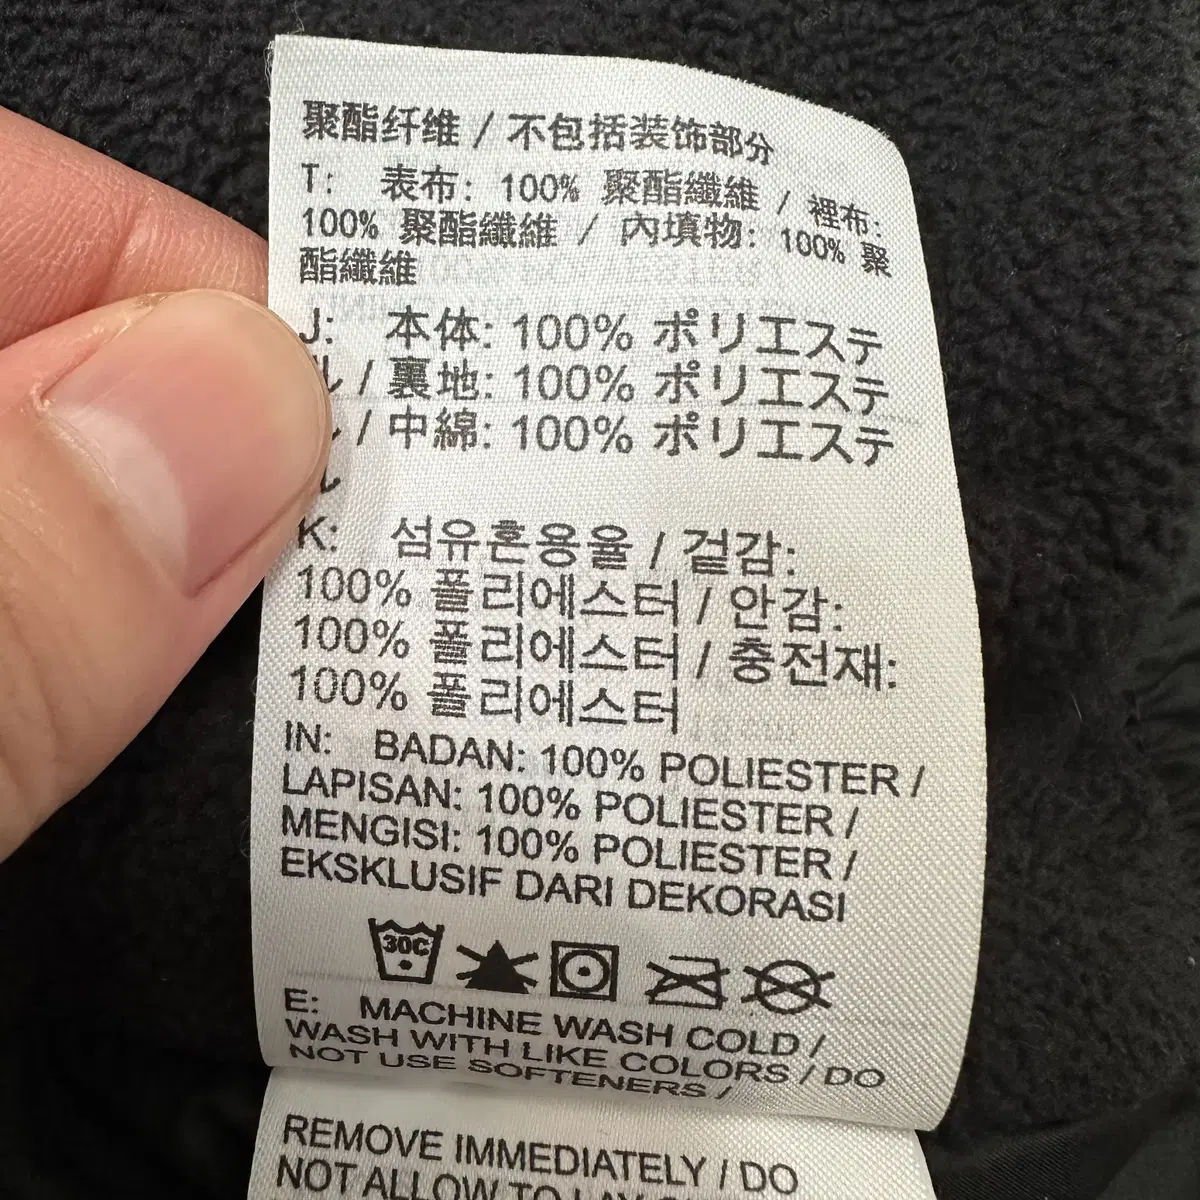 聚酯纤维 / 不包括装饰部分
T: 表布: 100% 聚酯纖維 / 裡布:
100% 聚酯纖維 / 內填物: 100% 聚
酯纖維
J: 本体: 100% ポリエステ
ル / 裏地: 100% ポリエステ
ル / 中綿: 100% ポリエステ
ル
K: 섬유혼용율 / 겉감:
100% 폴리에스터 / 안감:
100% 폴리에스터 / 충전재:
100% 폴리에스터
IN: BADAN: 100% POLIESTER /
LAPISAN: 100% POLIESTER /
MENGISI: 100% POLIESTER /
EKSKLUSIF DARI DEKORASI
30C
E: MACHINE WASH COLD /
WASH WITH LIKE COLORS / DO
NOT USE SOFTENERS /
REMOVE IMMEDIATELY / DO
NOT ALLOW TO LAY